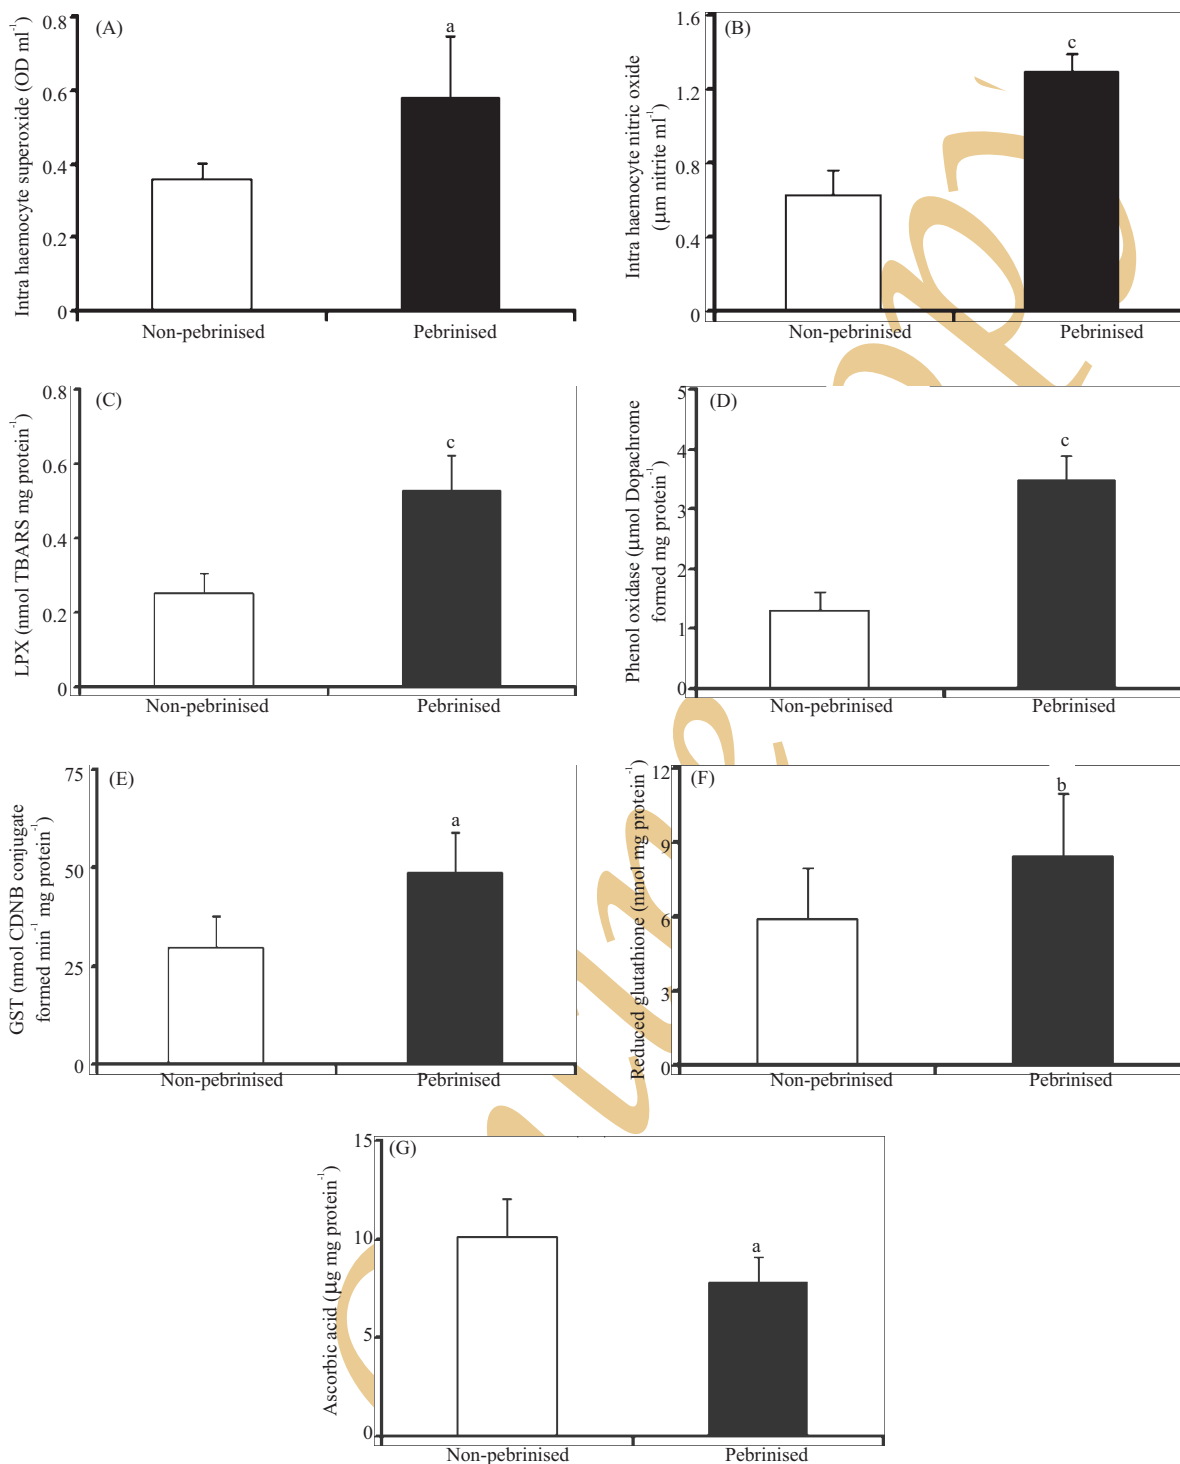 (A)
Intra haemocyte superoxide (OD ml⁻¹)
0.8
0.6
0.4
0.2
0
a
Non-pebrinised
Pebrinised
(B)
Intra haemocyte nitric oxide
(μm nitrite ml⁻¹)
1.6
1.2
0.8
0.4
0
c
Non-pebrinised
Pebrinised
(C)
LPX (nmol TBARS mg protein⁻¹)
0.8
0.6
0.4
0.2
0
c
Non-pebrinised
Pebrinised
(D)
Phenol oxidase (μmol Dopachrome
formed mg protein⁻¹)
5
4
3
2
1
0
c
Non-pebrinised
Pebrinised
(E)
GST (nmol CDNB conjugate
formed min⁻¹ mg protein⁻¹)
75
50
25
0
a
Non-pebrinised
Pebrinised
(F)
Reduced glutathione (nmol mg protein⁻¹)
12
9
6
3
0
b
Non-pebrinised
Pebrinised
(G)
Ascorbic acid (μg mg protein⁻¹)
15
10
5
0
a
Non-pebrinised
Pebrinised